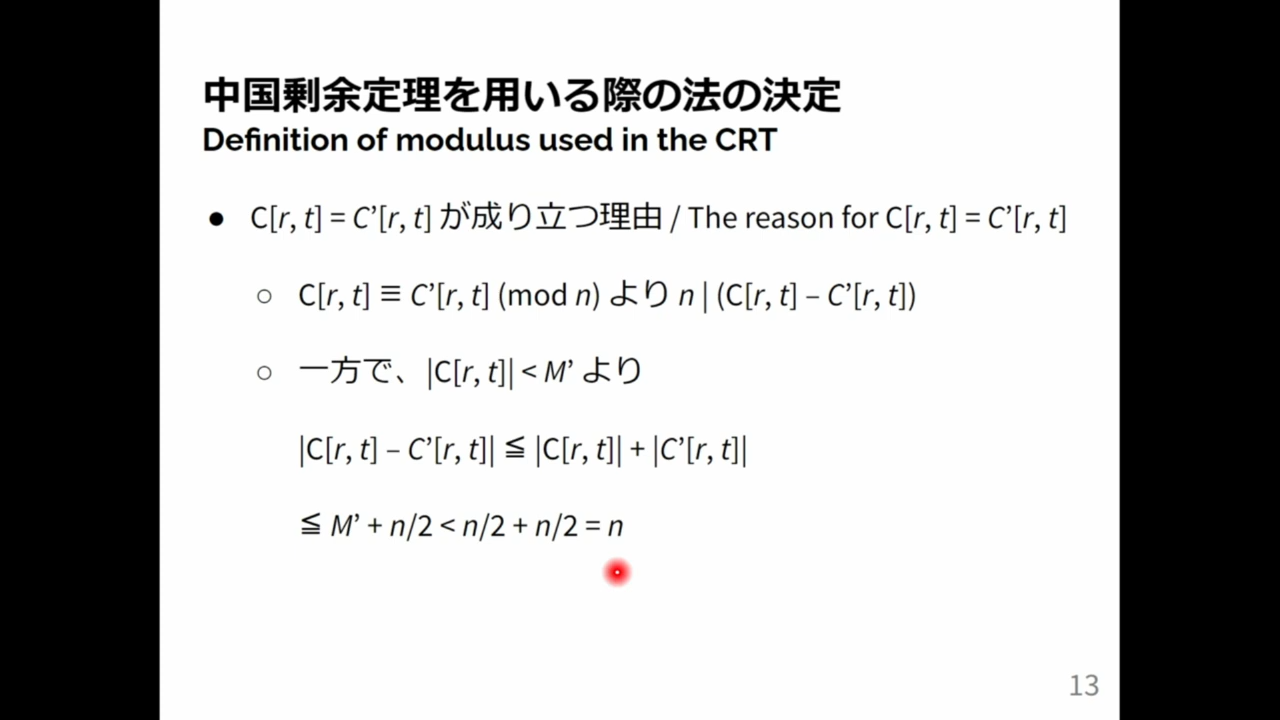 中国剰余定理を用いる際の法の決定
Definition of modulus used in the CRT
● C[r, t] = C’[r, t] が成り立つ理由 / The reason for C[r, t] = C’[r, t]
○ C[r, t] ≡ C’[r, t] (mod n) より n | (C[r, t] – C’[r, t])
○ 一方で、|C[r, t]| < M’ より
|C[r, t] – C’[r, t]| ≦ |C[r, t]| + |C’[r, t]|
≦ M’ + n/2 < n/2 + n/2 = n
13